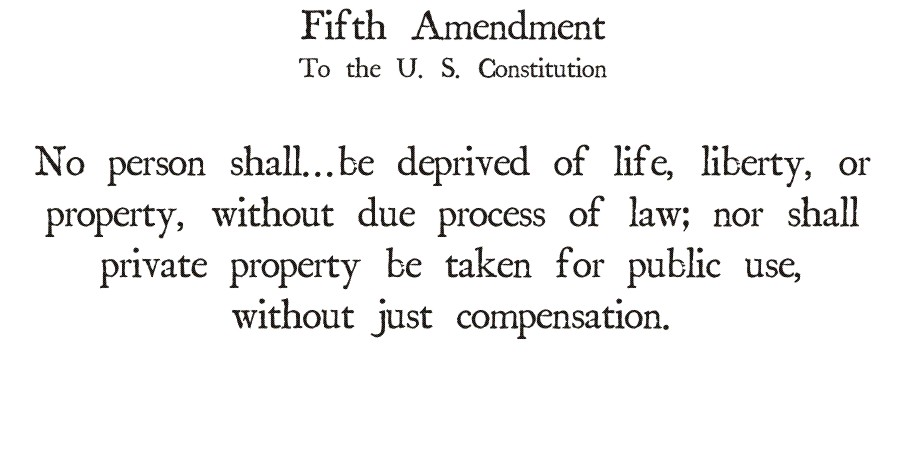 Fifth Amendment
To the U. S. Constitution
No person shall...be deprived of life, liberty, or
property, without due process of law; nor shall
private property be taken for public use,
without just compensation.